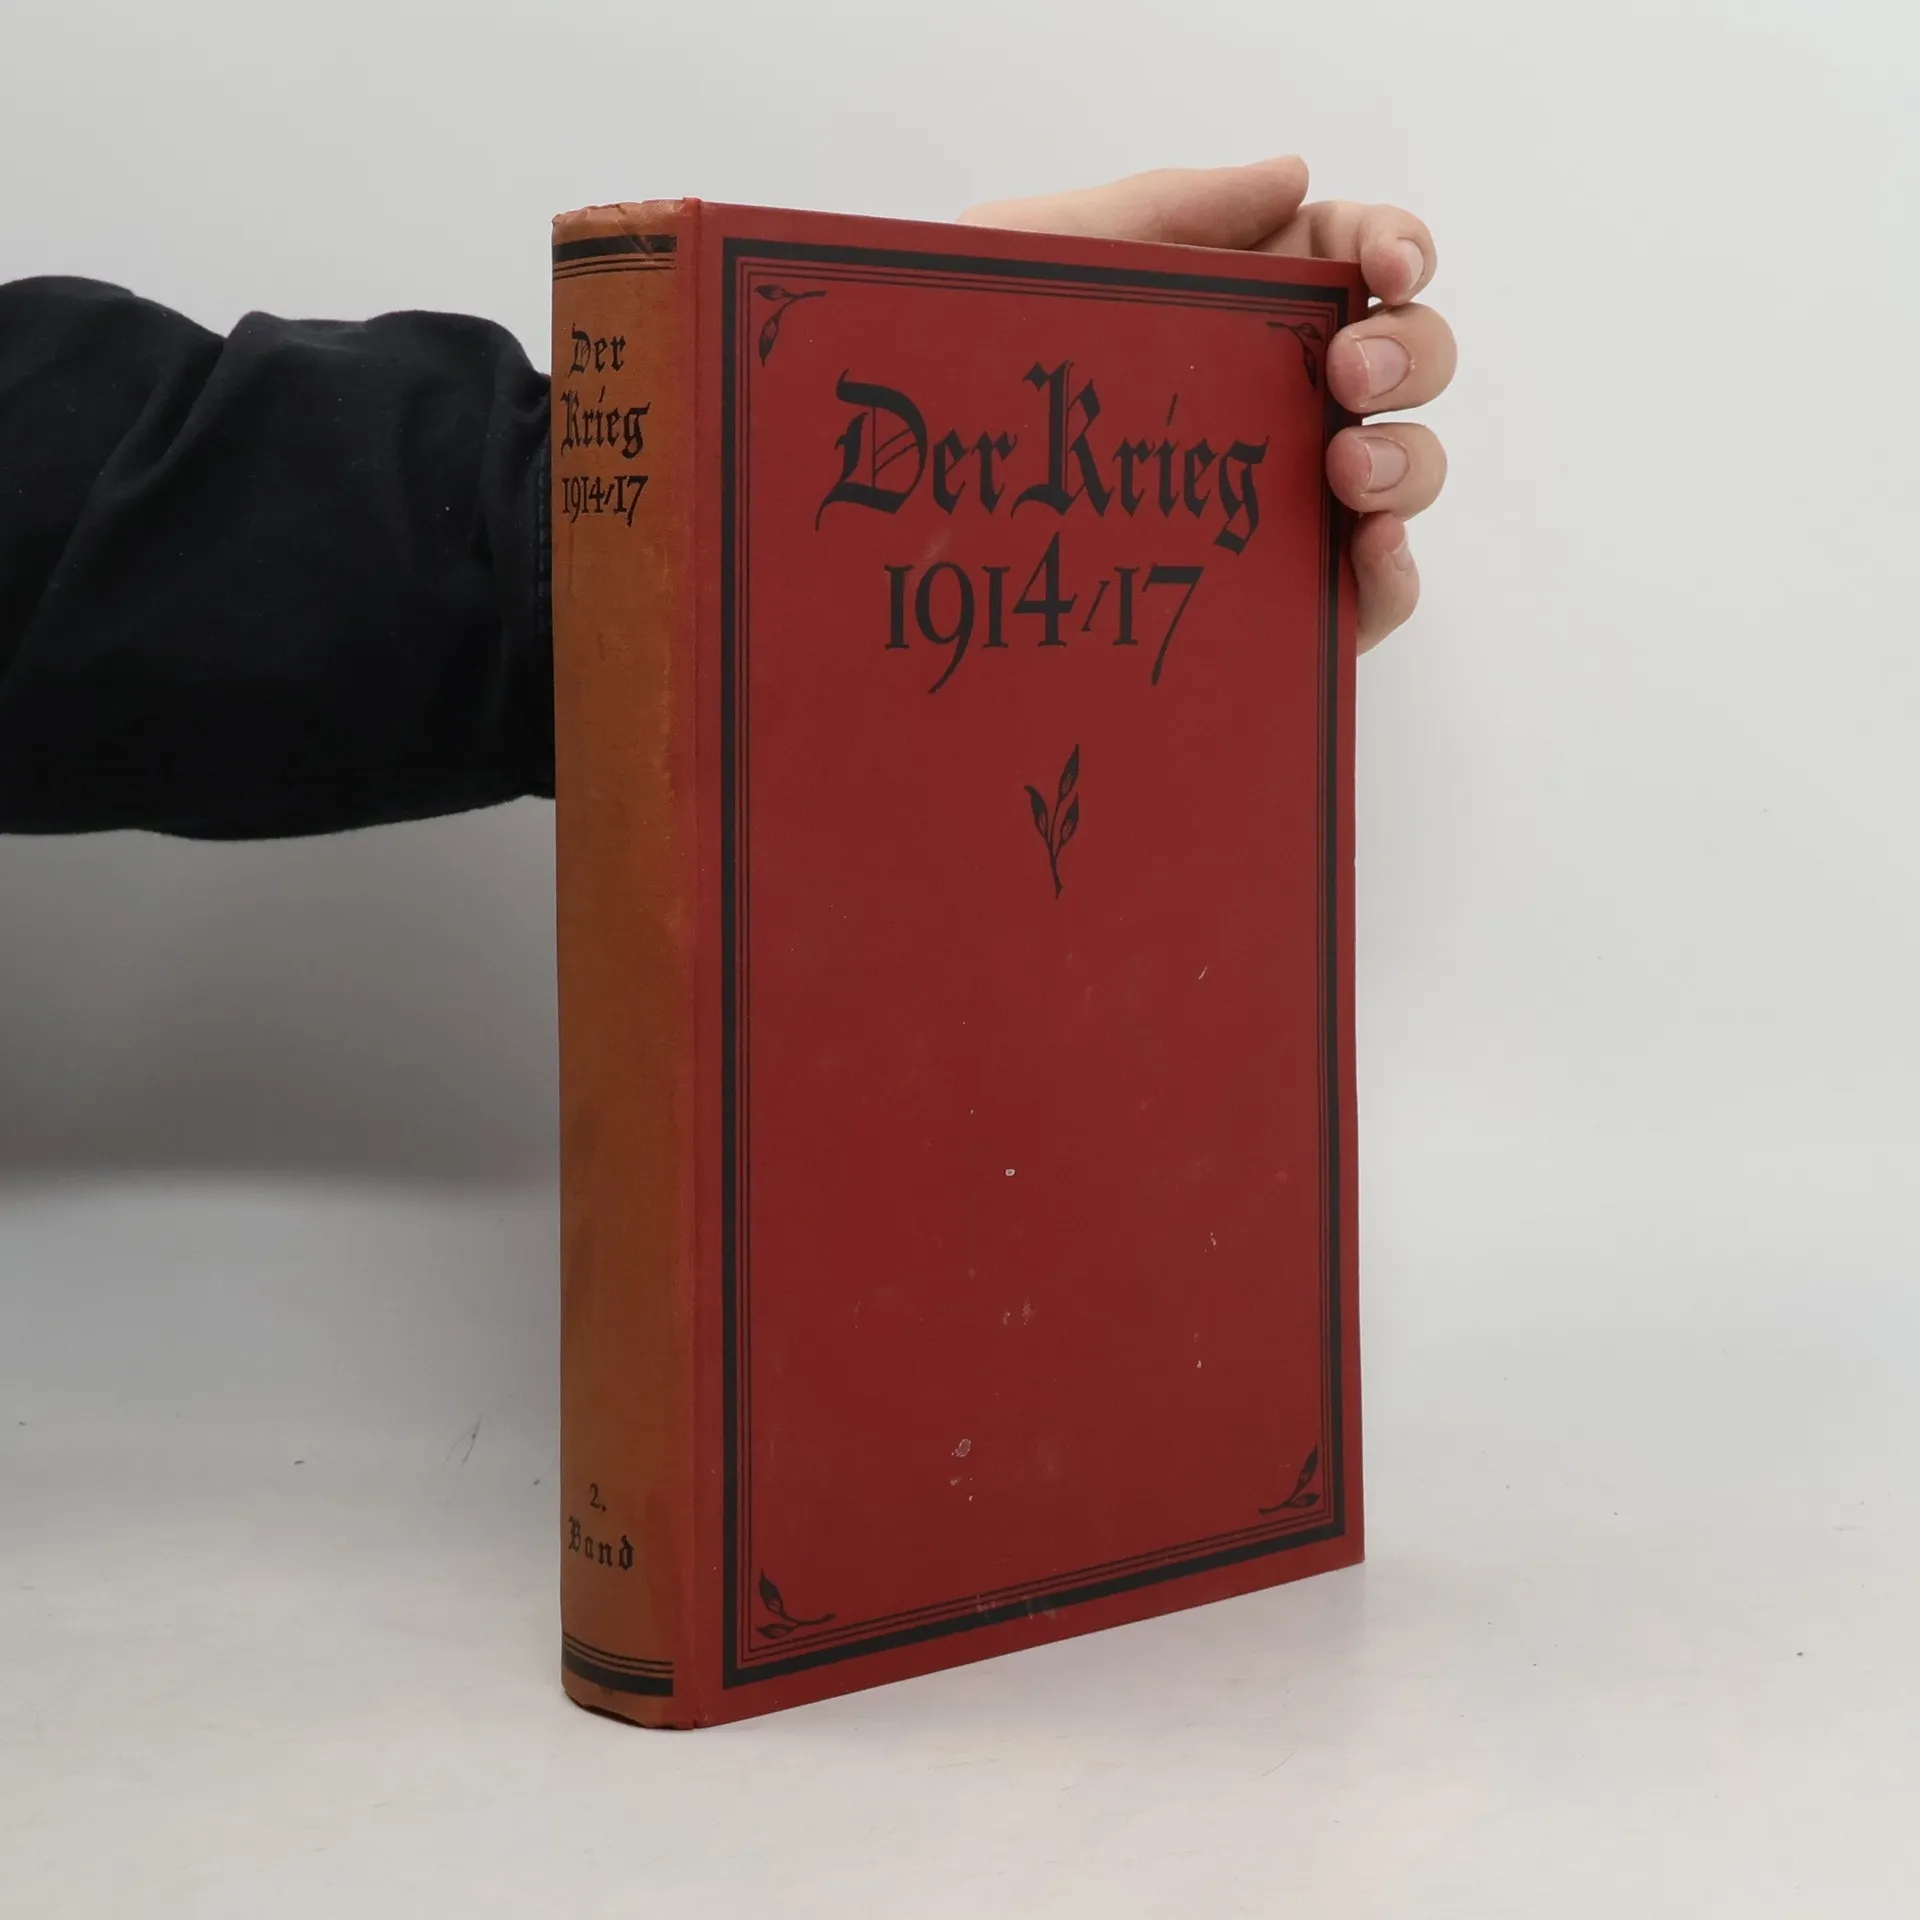 Der
Krieg
1914/17
2.
Band
Der Krieg
1914/17